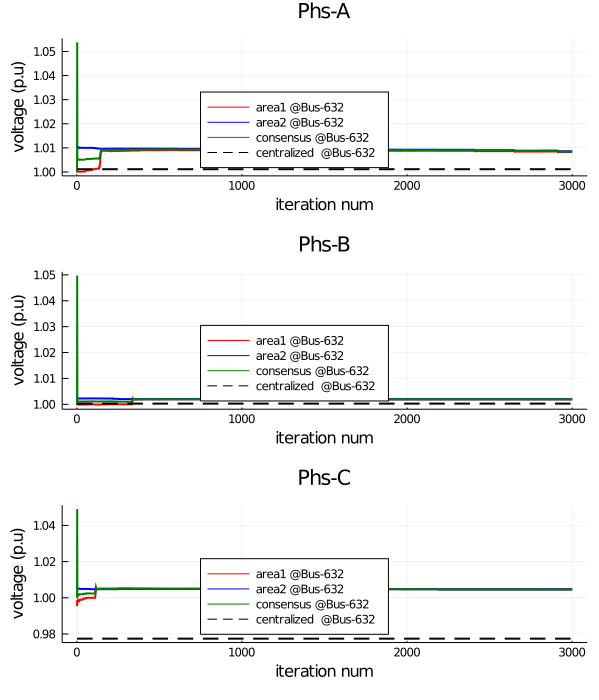 Phs-A
voltage (p.u)
1.05
1.04
1.03
1.02
1.01
1.00
area1 @Bus-632
area2 @Bus-632
consensus @Bus-632
centralized @Bus-632
0
1000
2000
3000
iteration num
Phs-B
voltage (p.u)
1.05
1.04
1.03
1.02
1.01
1.00
area1 @Bus-632
area2 @Bus-632
consensus @Bus-632
centralized @Bus-632
0
1000
2000
3000
iteration num
Phs-C
voltage (p.u)
1.04
1.02
1.00
0.98
area1 @Bus-632
area2 @Bus-632
consensus @Bus-632
centralized @Bus-632
0
1000
2000
3000
iteration num